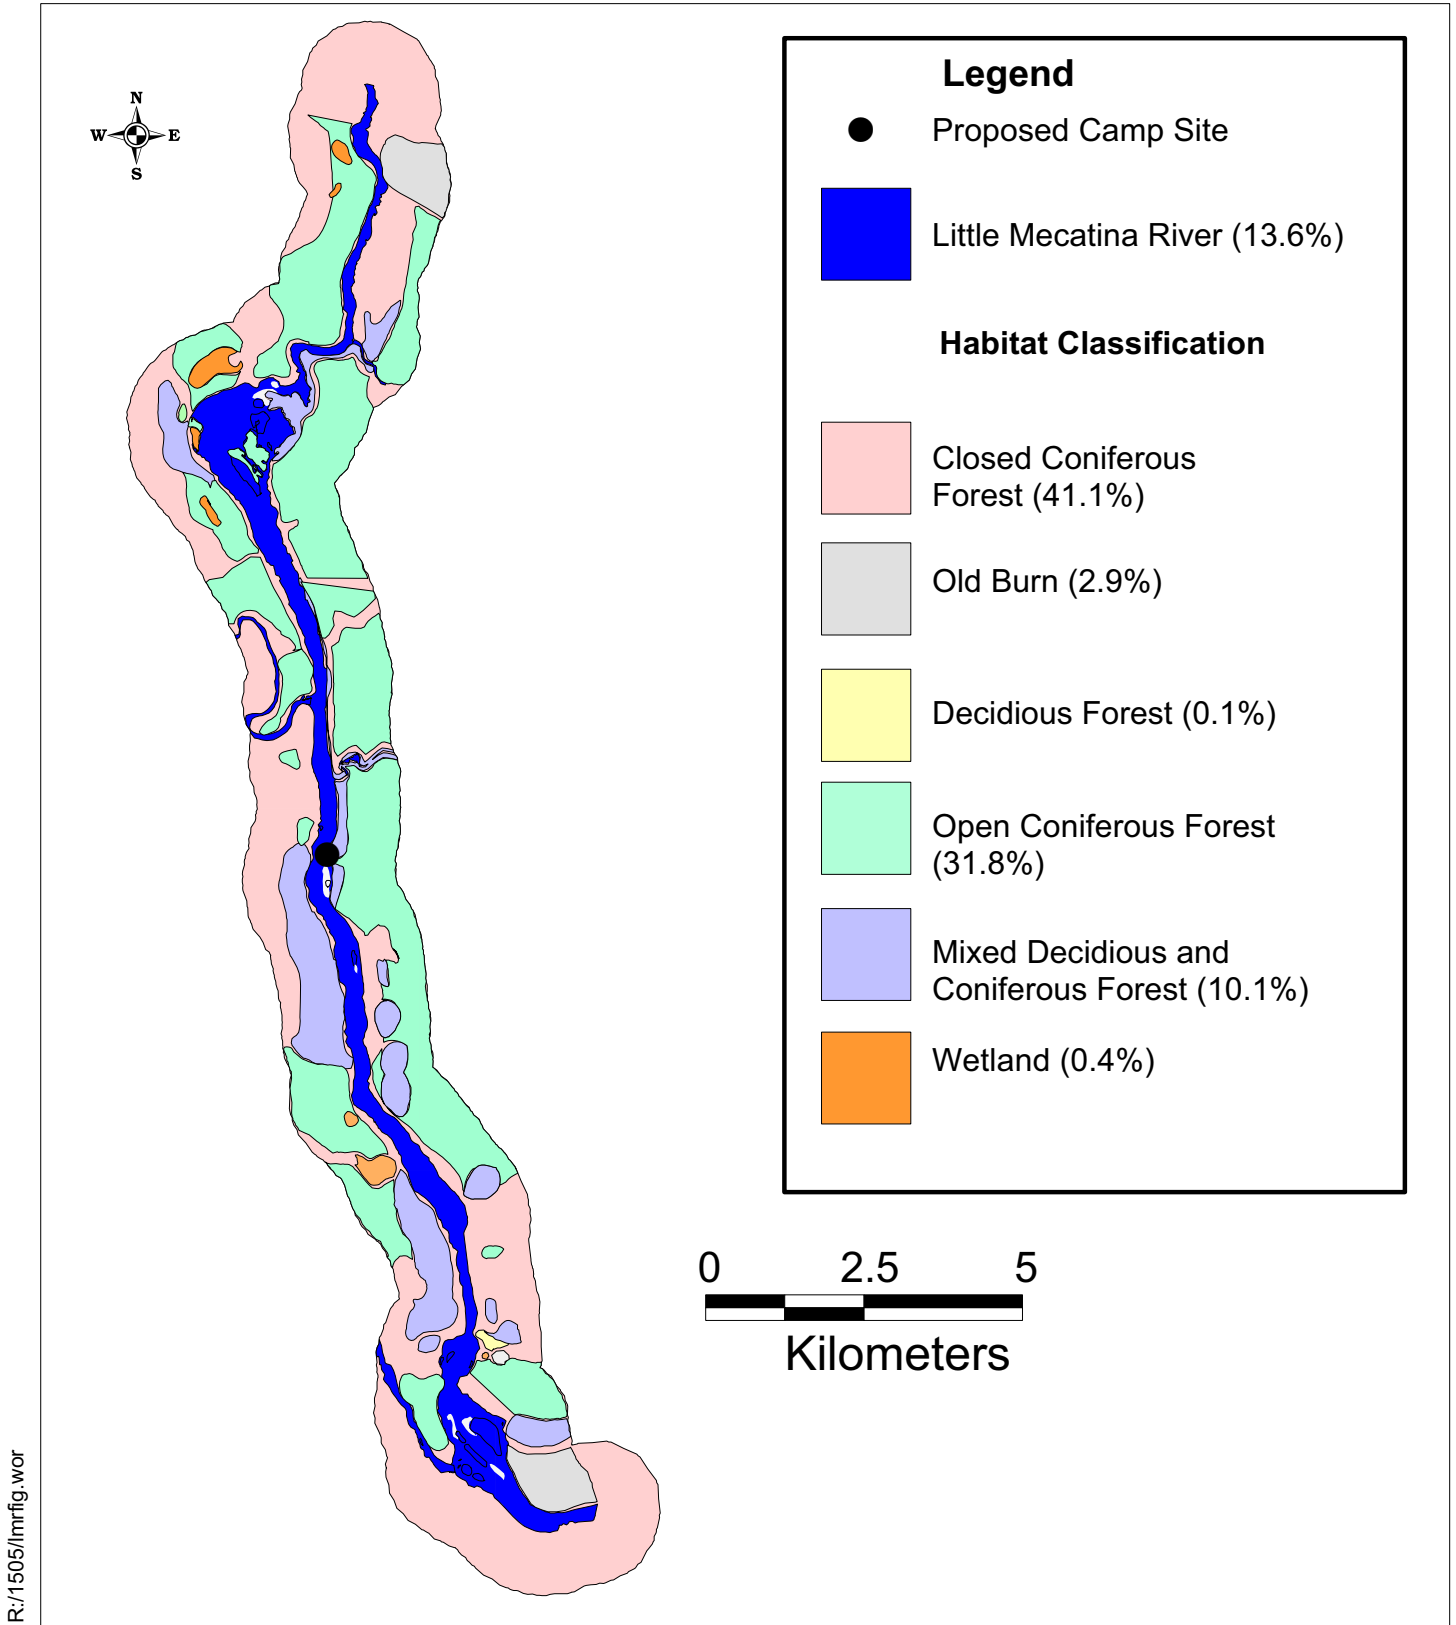 N
W E
S
Legend
Proposed Camp Site
Little Mecatina River (13.6%)
Habitat Classification
Closed Coniferous
Forest (41.1%)
Old Burn (2.9%)
Decidious Forest (0.1%)
Open Coniferous Forest
(31.8%)
Mixed Decidious and
Coniferous Forest (10.1%)
Wetland (0.4%)
0 2.5 5
Kilometers
R:/1505/lmrfig.wor